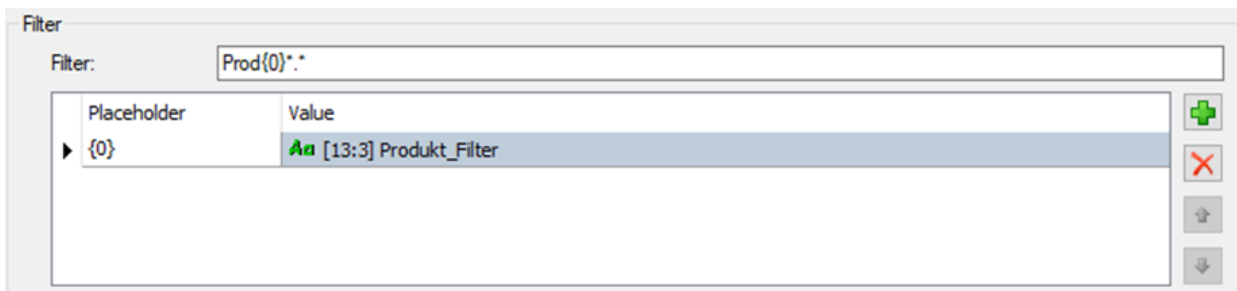 Filter
Filter: Prod{0}*.*
Placeholder Value
{0} Aa [13:3] Produkt_Filter